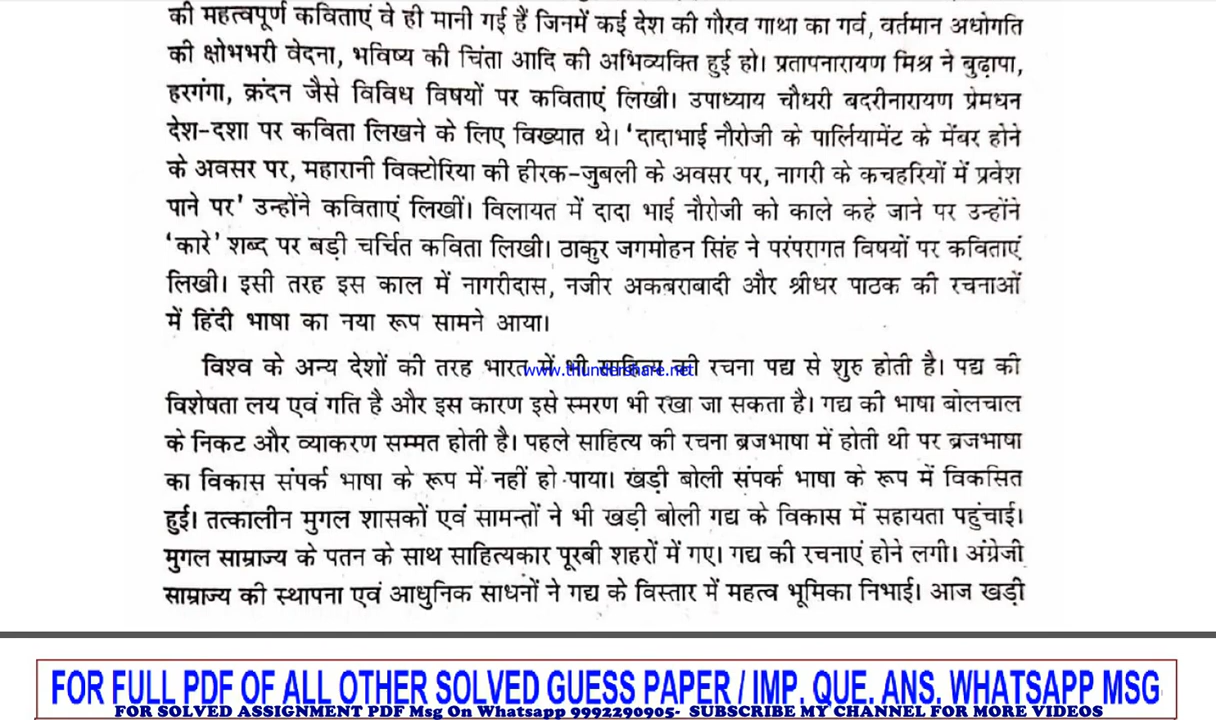 की महत्वपूर्ण कविताएं वे ही मानी गई हैं जिनमें कई देश की गौरव गाथा का गर्व, वर्तमान अधोगति
की क्षोभभरी वेदना, भविष्य की चिंता आदि की अभिव्यक्ति हुई हो। प्रतापनारायण मिश्र ने बुढ़ापा,
हरगंगा, क्रंदन जैसे विविध विषयों पर कविताएं लिखी। उपाध्याय चौधरी बदरीनारायण प्रेमधन
देश-दशा पर कविता लिखने के लिए विख्यात थे। 'दादाभाई नौरोजी के पार्लियामेंट के मेंबर होने
के अवसर पर, महारानी विक्टोरिया की हीरक-जुबली के अवसर पर, नागरी के कचहरियों में प्रवेश
पाने पर' उन्होंने कविताएं लिखीं। विलायत में दादा भाई नौरोजी को काले कहे जाने पर उन्होंने
'कारे' शब्द पर बड़ी चर्चित कविता लिखी। ठाकुर जगमोहन सिंह ने परंपरागत विषयों पर कविताएं
लिखी। इसी तरह इस काल में नागरीदास, नजीर अकबराबादी और श्रीधर पाठक की रचनाओं
में हिंदी भाषा का नया रूप सामने आया।
विश्व के अन्य देशों की तरह भारत में भी साहित्य की रचना पद्य से शुरु होती है। पद्य की
www.thundershare.net
विशेषता लय एवं गति है और इस कारण इसे स्मरण भी रखा जा सकता है। गद्य की भाषा बोलचाल
के निकट और व्याकरण सम्मत होती है। पहले साहित्य की रचना ब्रजभाषा में होती थी पर ब्रजभाषा
का विकास संपर्क भाषा के रूप में नहीं हो पाया। खड़ी बोली संपर्क भाषा के रूप में विकसित
हुई। तत्कालीन मुगल शासकों एवं सामन्तों ने भी खड़ी बोली गद्य के विकास में सहायता पहुंचाई।
मुगल साम्राज्य के पतन के साथ साहित्यकार पूरबी शहरों में गए। गद्य की रचनाएं होने लगी। अंग्रेजी
साम्राज्य की स्थापना एवं आधुनिक साधनों ने गद्य के विस्तार में महत्व भूमिका निभाई। आज खड़ी
FOR FULL PDF OF ALL OTHER SOLVED GUESS PAPER / IMP. QUE. ANS. WHATSAPP MSG
FOR SOLVED ASSIGNMENT PDF Msg On Whatsapp 9992290905- SUBSCRIBE MY CHANNEL FOR MORE VIDEOS